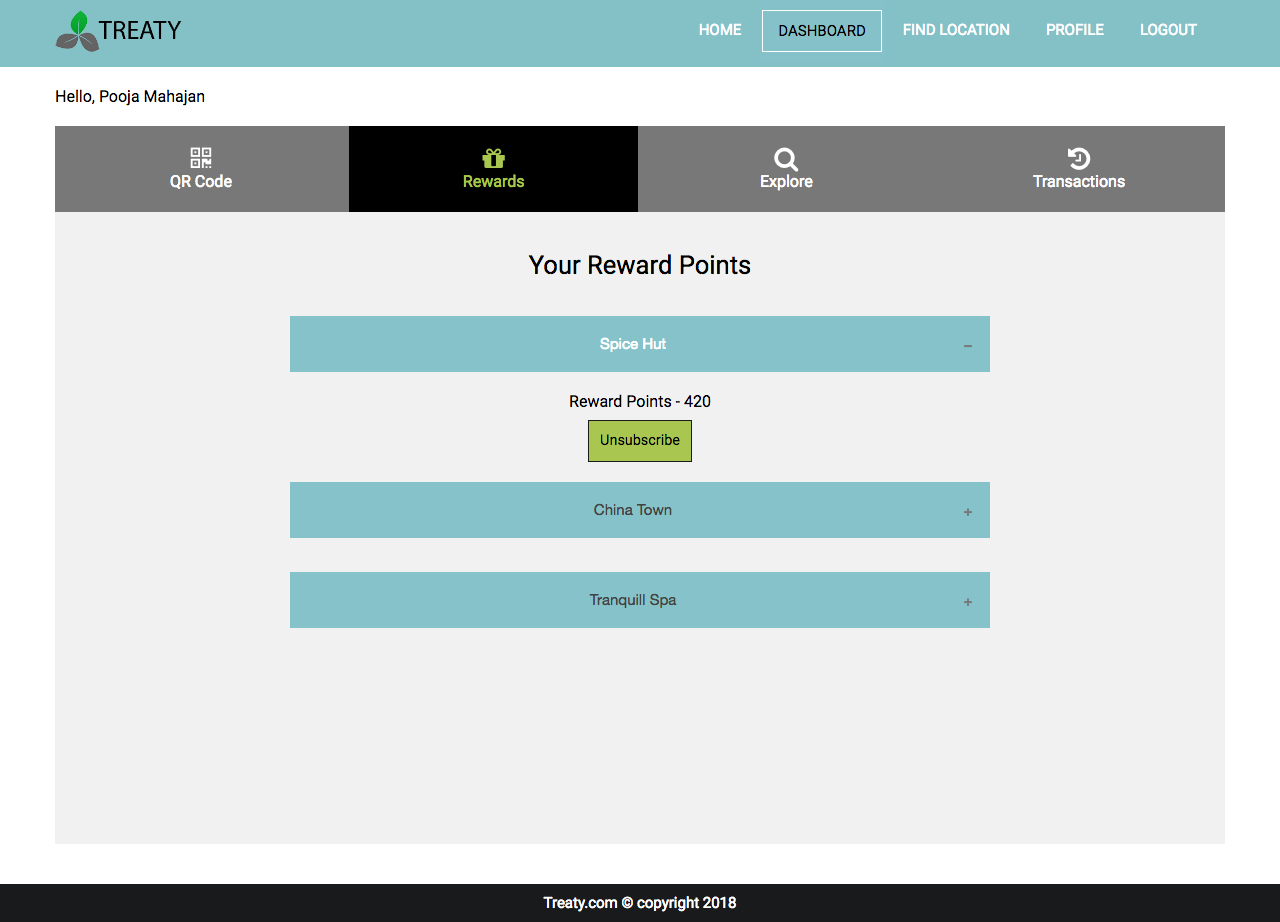 TREATY
HOME DASHBOARD FIND LOCATION PROFILE LOGOUT
Hello, Pooja Mahajan
QR Code Rewards Explore Transactions
Your Reward Points
Spice Hut −
Reward Points - 420
Unsubscribe
China Town +
Tranquill Spa +
Treaty.com © copyright 2018